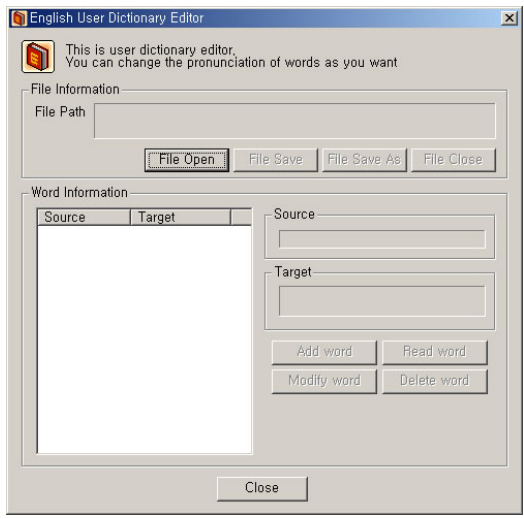 English User Dictionary Editor
This is user dictionary editor,
You can change the pronunciation of words as you want
File Information
File Path
File Open File Save File Save As File Close
Word Information
Source Target
Source
Target
Add word Read word
Modify word Delete word
Close